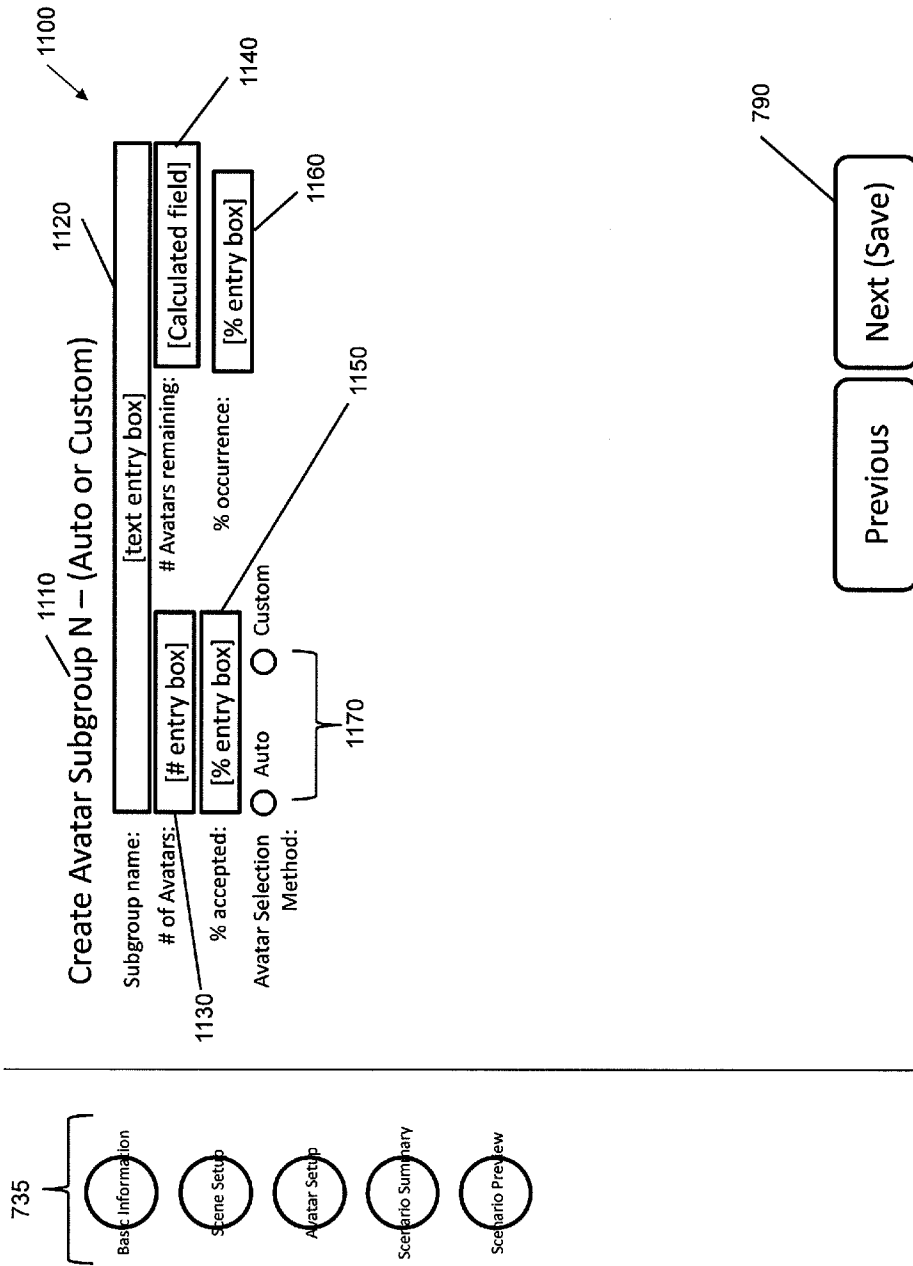 735
Basic Information
Scene Setup
Avatar Setup
Scenario Summary
Scenario Preview
1100
1110
1120
Create Avatar Subgroup N – (Auto or Custom)
Subgroup name: [text entry box]
# of Avatars: [# entry box] # Avatars remaining: [Calculated field]
1140
% accepted: [% entry box] % occurrence: [% entry box]
1160
1130
1150
Avatar Selection Method: Auto Custom
1170
790
Previous Next (Save)